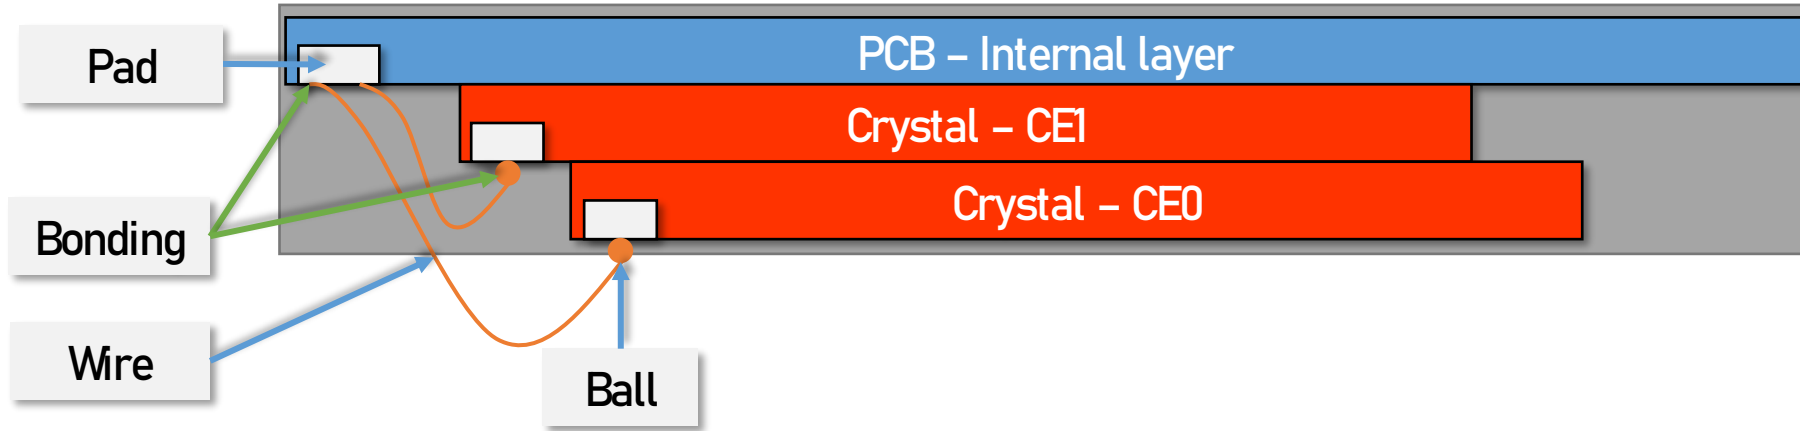 PCB – Internal layer
Pad
Crystal – CE1
Crystal – CE0
Bonding
Wire
Ball